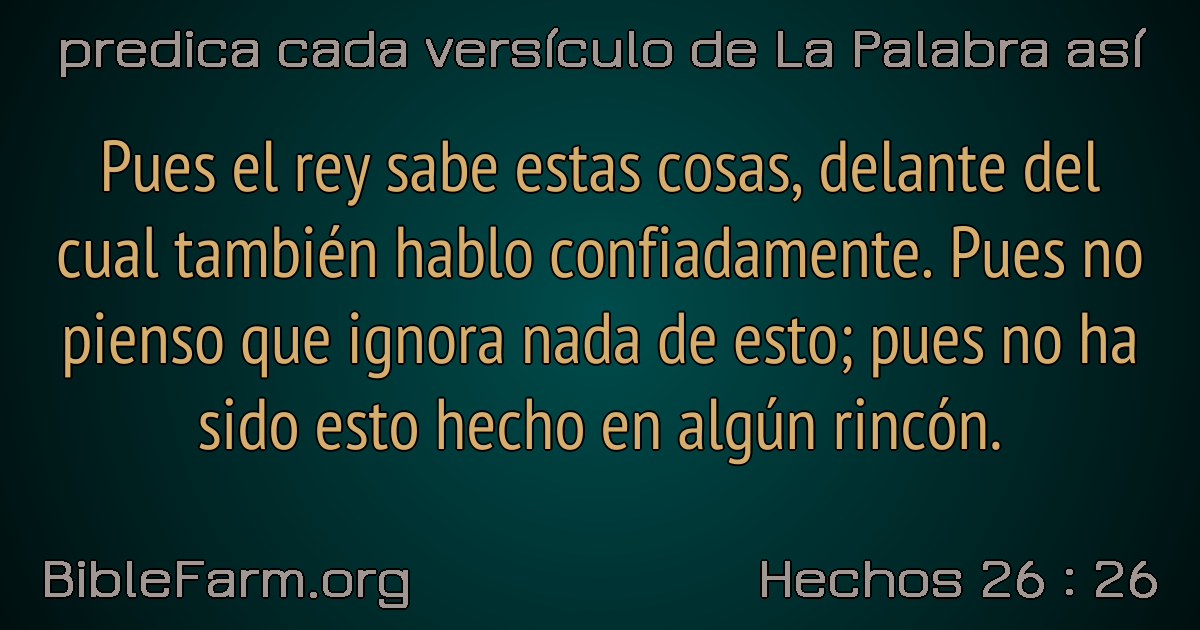 predica cada versículo de La Palabra así
Pues el rey sabe estas cosas, delante del
cual también hablo confiadamente. Pues no
pienso que ignora nada de esto; pues no ha
sido esto hecho en algún rincón.
BibleFarm.org
Hechos 26 : 26